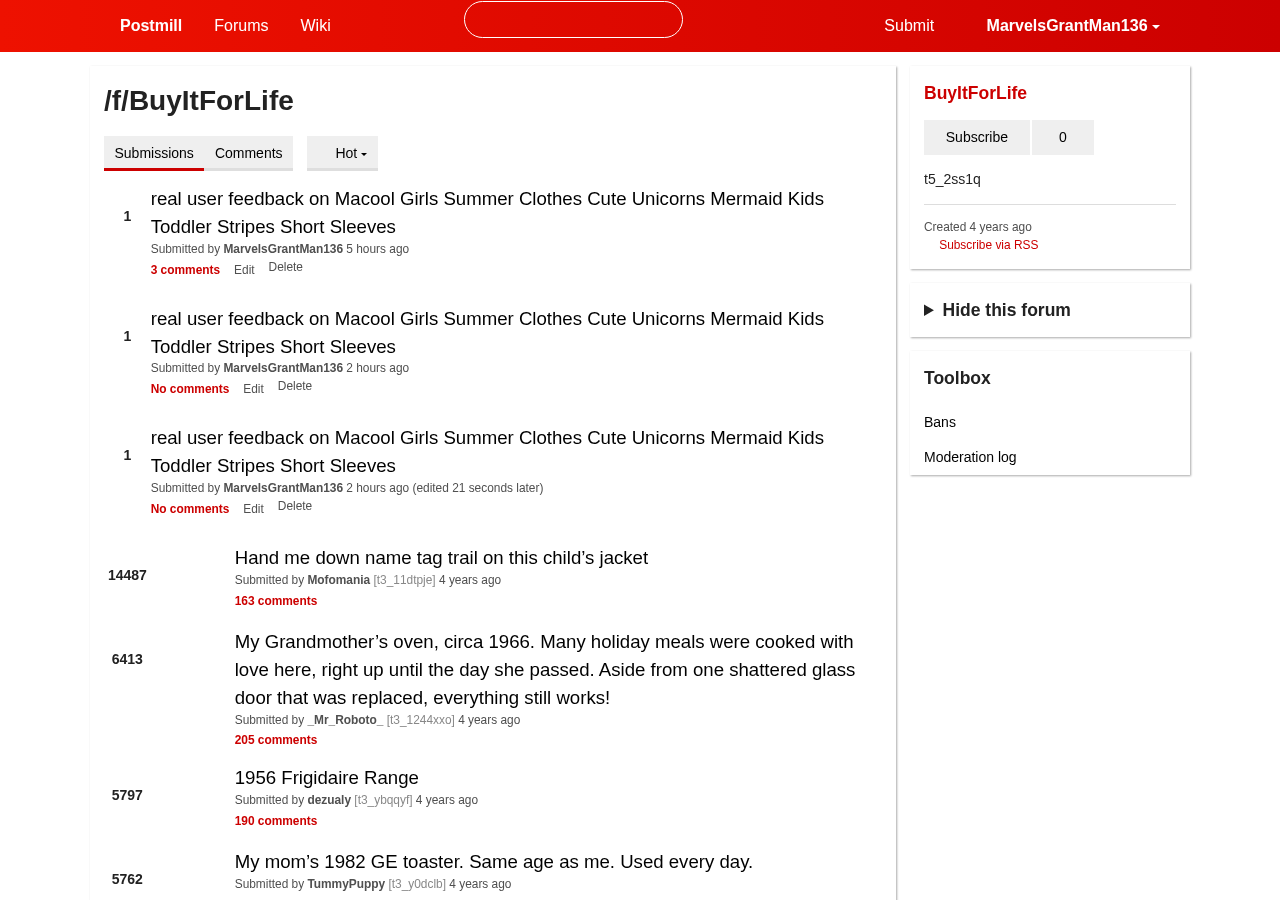 Postmill Forums Wiki Submit MarvelsGrantMan136
/f/BuyItForLife
Submissions Comments Hot
1
real user feedback on Macool Girls Summer Clothes Cute Unicorns Mermaid Kids
Toddler Stripes Short Sleeves
Submitted by MarvelsGrantMan136 5 hours ago
3 comments Edit Delete
1
real user feedback on Macool Girls Summer Clothes Cute Unicorns Mermaid Kids
Toddler Stripes Short Sleeves
Submitted by MarvelsGrantMan136 2 hours ago
No comments Edit Delete
1
real user feedback on Macool Girls Summer Clothes Cute Unicorns Mermaid Kids
Toddler Stripes Short Sleeves
Submitted by MarvelsGrantMan136 2 hours ago (edited 21 seconds later)
No comments Edit Delete
14487
Hand me down name tag trail on this child’s jacket
Submitted by Mofomania [t3_11dtpje] 4 years ago
163 comments
6413
My Grandmother’s oven, circa 1966. Many holiday meals were cooked with
love here, right up until the day she passed. Aside from one shattered glass
door that was replaced, everything still works!
Submitted by _Mr_Roboto_ [t3_1244xxo] 4 years ago
205 comments
5797
1956 Frigidaire Range
Submitted by dezualy [t3_ybqqyf] 4 years ago
190 comments
5762
My mom’s 1982 GE toaster. Same age as me. Used every day.
Submitted by TummyPuppy [t3_y0dclb] 4 years ago
BuyItForLife
Subscribe 0
t5_2ss1q
Created 4 years ago
Subscribe via RSS
Hide this forum
Toolbox
Bans
Moderation log